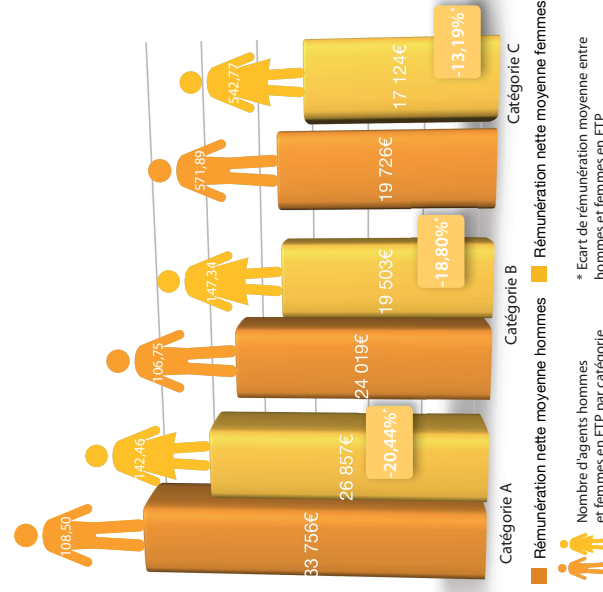 108,50
142,46
106,75
147,34
571,89
542,77
33 756€
26 857€
-20,44%*
24 019€
19 503€
-18,80%*
19 726€
17 124€
-13,19%*
Catégorie A
Catégorie B
Catégorie C
Rémunération nette moyenne hommes
Rémunération nette moyenne femmes
Nombre d'agents hommes
et femmes en ETP par catégorie
* Ecart de rémunération moyenne entre
hommes et femmes en ETP